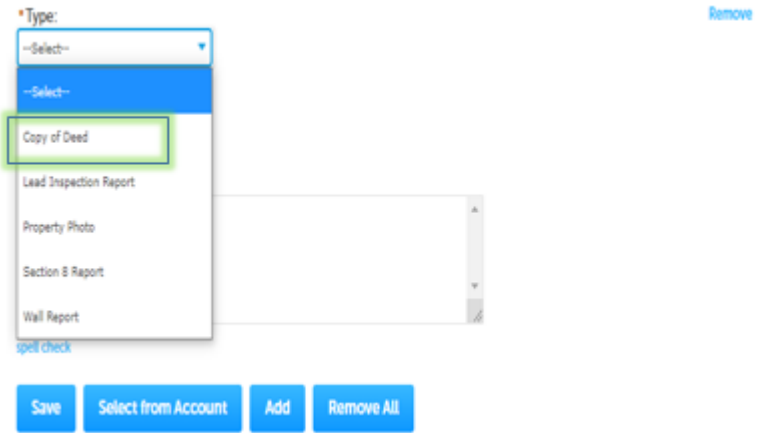 *Type:
Remove
--Select--
--Select--
Copy of Deed
Lead Inspection Report
Property Photo
Section 8 Report
Wall Report
spell check
Save Select from Account Add Remove All